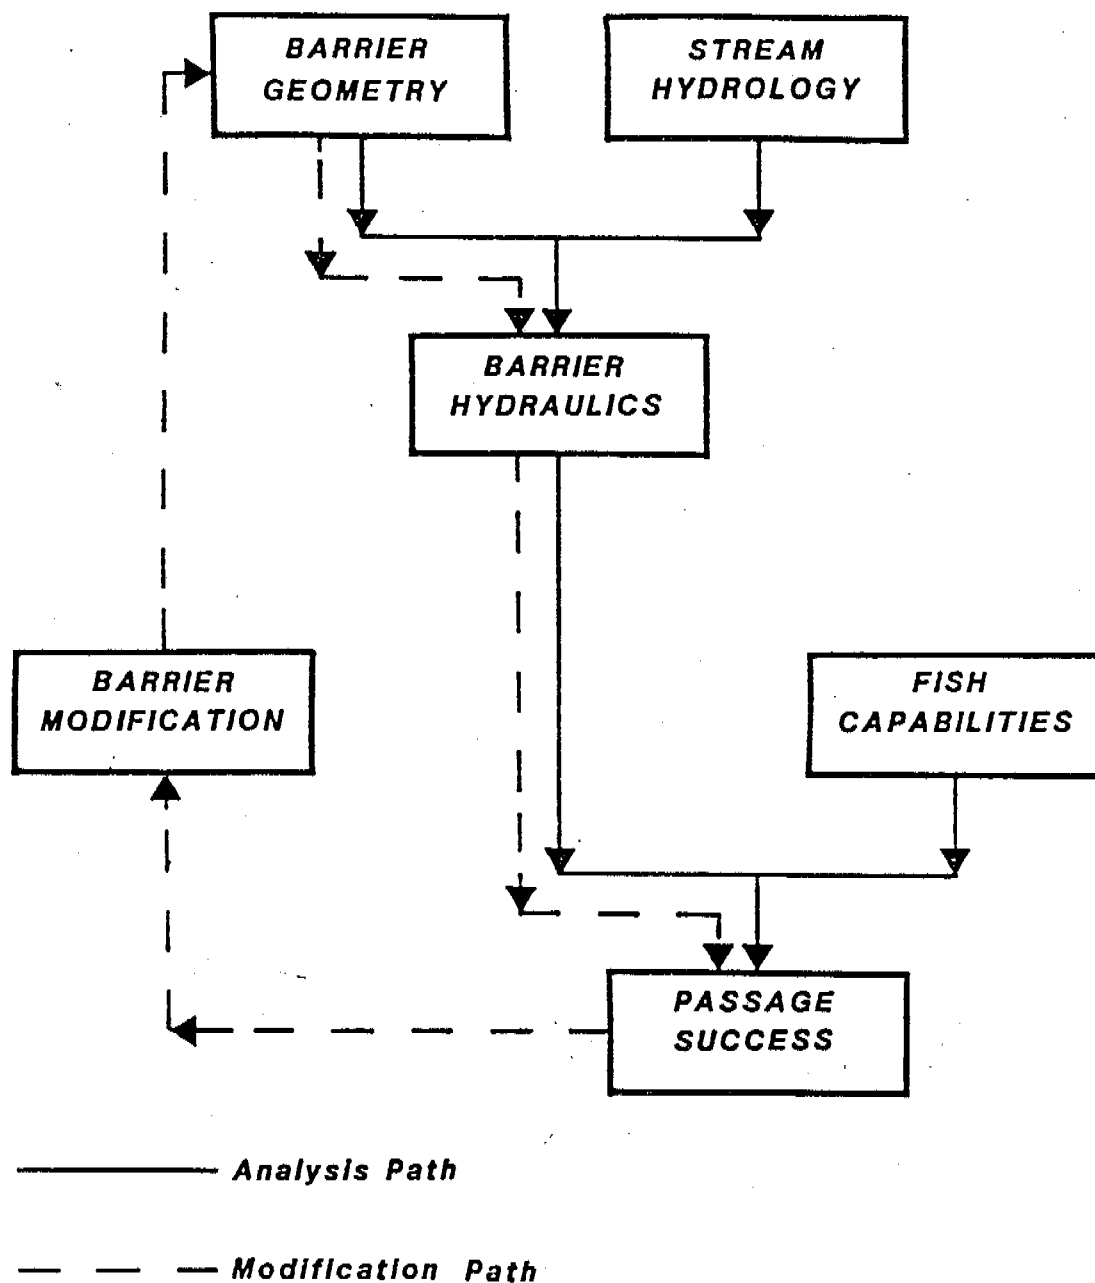 BARRIER
GEOMETRY
STREAM
HYDROLOGY
BARRIER
HYDRAULICS
BARRIER
MODIFICATION
FISH
CAPABILITIES
PASSAGE
SUCCESS
Analysis Path
Modification Path